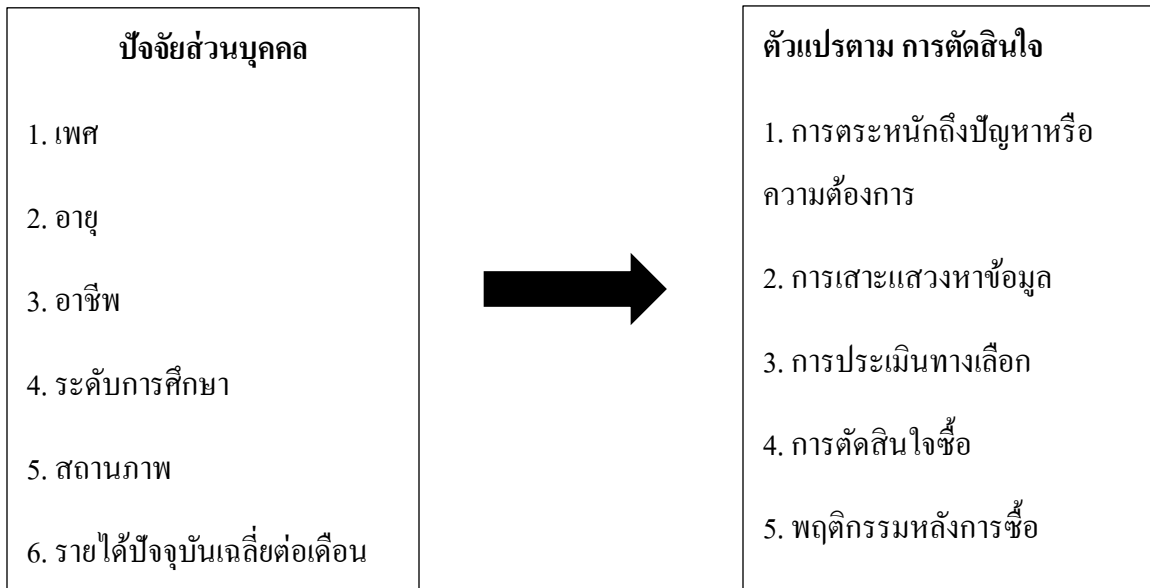 ปัจจัยส่วนบุคคล
1. เพศ
2. อายุ
3. อาชีพ
4. ระดับการศึกษา
5. สถานภาพ
6. รายได้ปัจจุบันเฉลี่ยต่อเดือน
ตัวแปรตาม การตัดสินใจ
1. การตระหนักถึงปัญหาหรือ
ความต้องการ
2. การเสาะแสวงหาข้อมูล
3. การประเมินทางเลือก
4. การตัดสินใจซื้อ
5. พฤติกรรมหลังการซื้อ